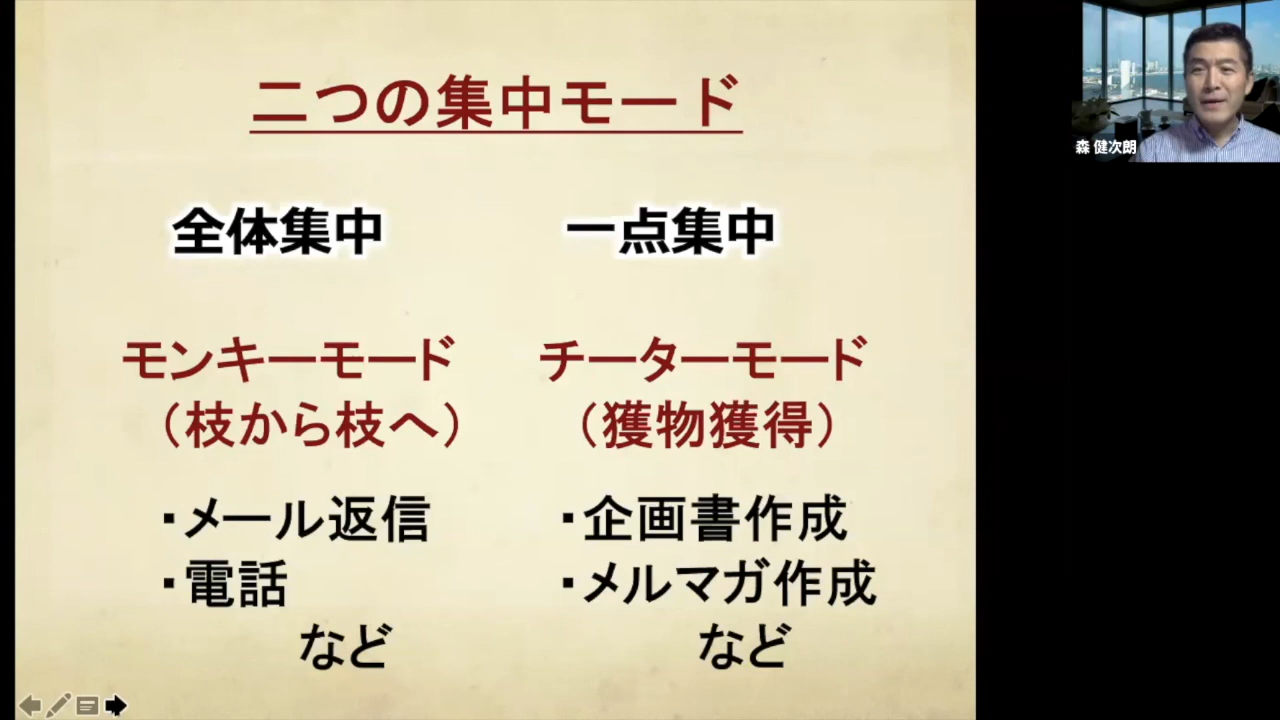 二つの集中モード
全体集中
一点集中
モンキーモード
（枝から枝へ）
チーターモード
（獲物獲得）
・メール返信
・電話
など
・企画書作成
・メルマガ作成
など
森 健次朗